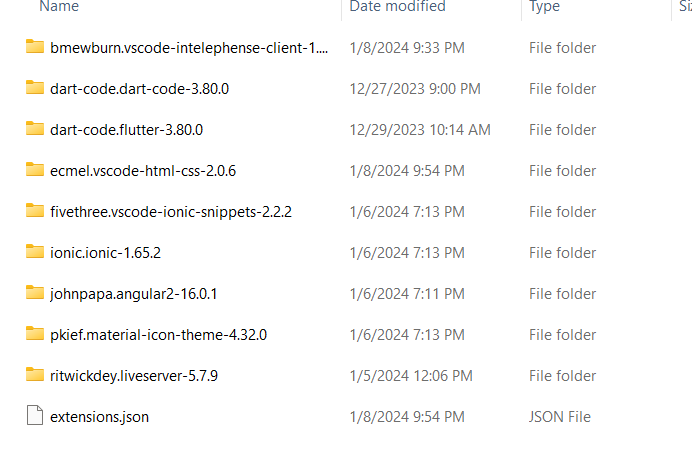 Name Date modified Type Si
bmewburn.vscode-intelephense-client-1.... 1/8/2024 9:33 PM File folder
dart-code.dart-code-3.80.0 12/27/2023 9:00 PM File folder
dart-code.flutter-3.80.0 12/29/2023 10:14 AM File folder
ecmel.vscode-html-css-2.0.6 1/8/2024 9:54 PM File folder
fivethree.vscode-ionic-snippets-2.2.2 1/6/2024 7:13 PM File folder
ionic.ionic-1.65.2 1/6/2024 7:13 PM File folder
johnpapa.angular2-16.0.1 1/6/2024 7:11 PM File folder
pkief.material-icon-theme-4.32.0 1/6/2024 7:13 PM File folder
ritwickdey.liveserver-5.7.9 1/5/2024 12:06 PM File folder
extensions.json 1/8/2024 9:54 PM JSON File